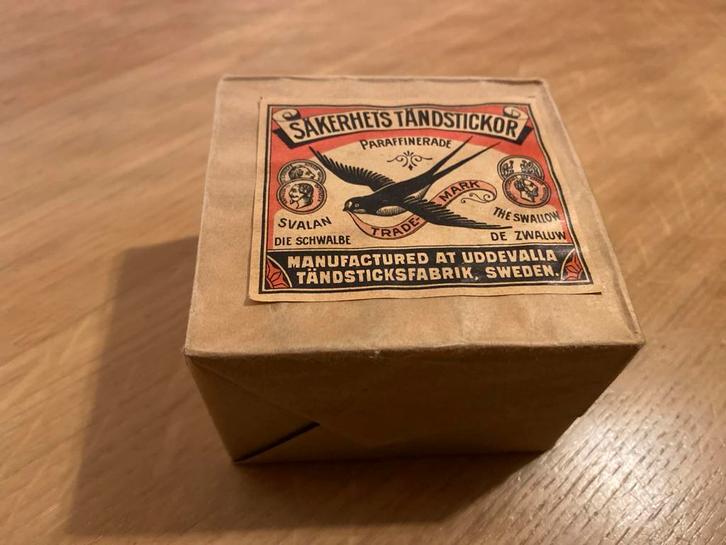 SÄKERHETS TÄNDSTICKOR
PARAFFINERADE
TRADE-MARK
SVALAN
THE SWALLOW
DIE SCHWALBE
DE ZWALUW
MANUFACTURED AT UDDEVALLA
TÄNDSTICKSFABRIK, SWEDEN.